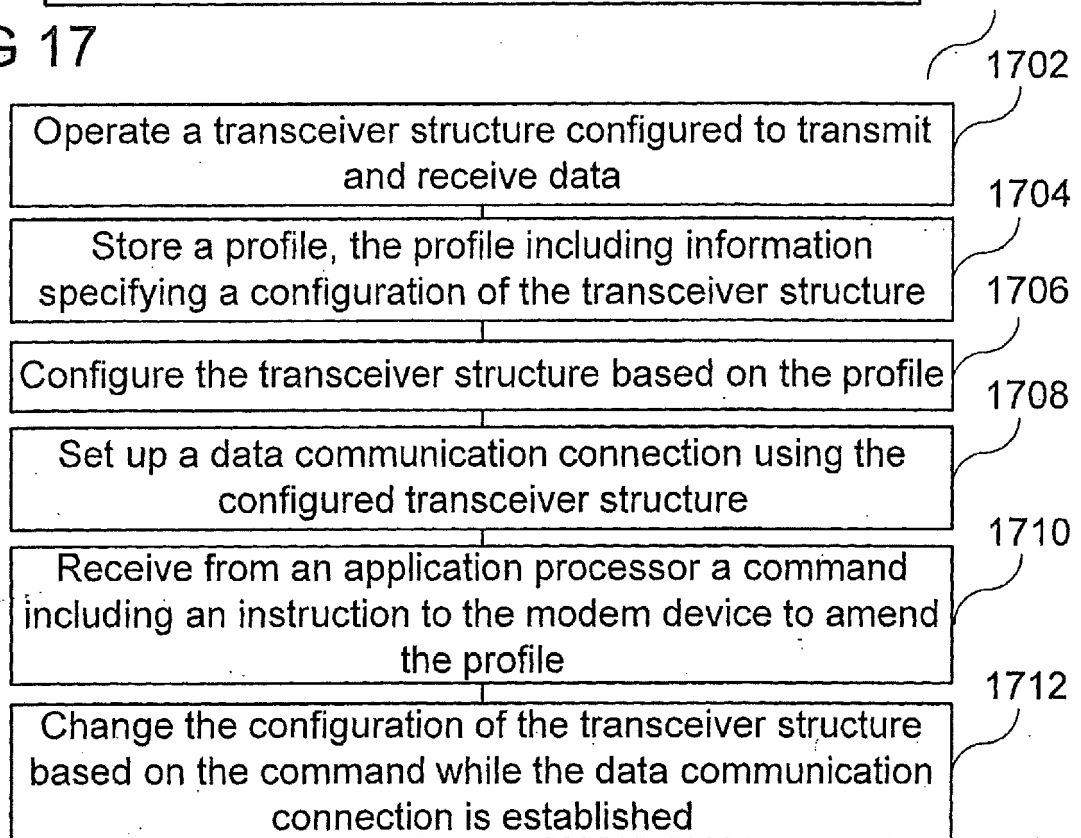 G 17
1702
Operate a transceiver structure configured to transmit
and receive data
1704
Store a profile, the profile including information
specifying a configuration of the transceiver structure
1706
Configure the transceiver structure based on the profile
1708
Set up a data communication connection using the
configured transceiver structure
1710
Receive from an application processor a command
including an instruction to the modem device to amend
the profile
1712
Change the configuration of the transceiver structure
based on the command while the data communication
connection is established